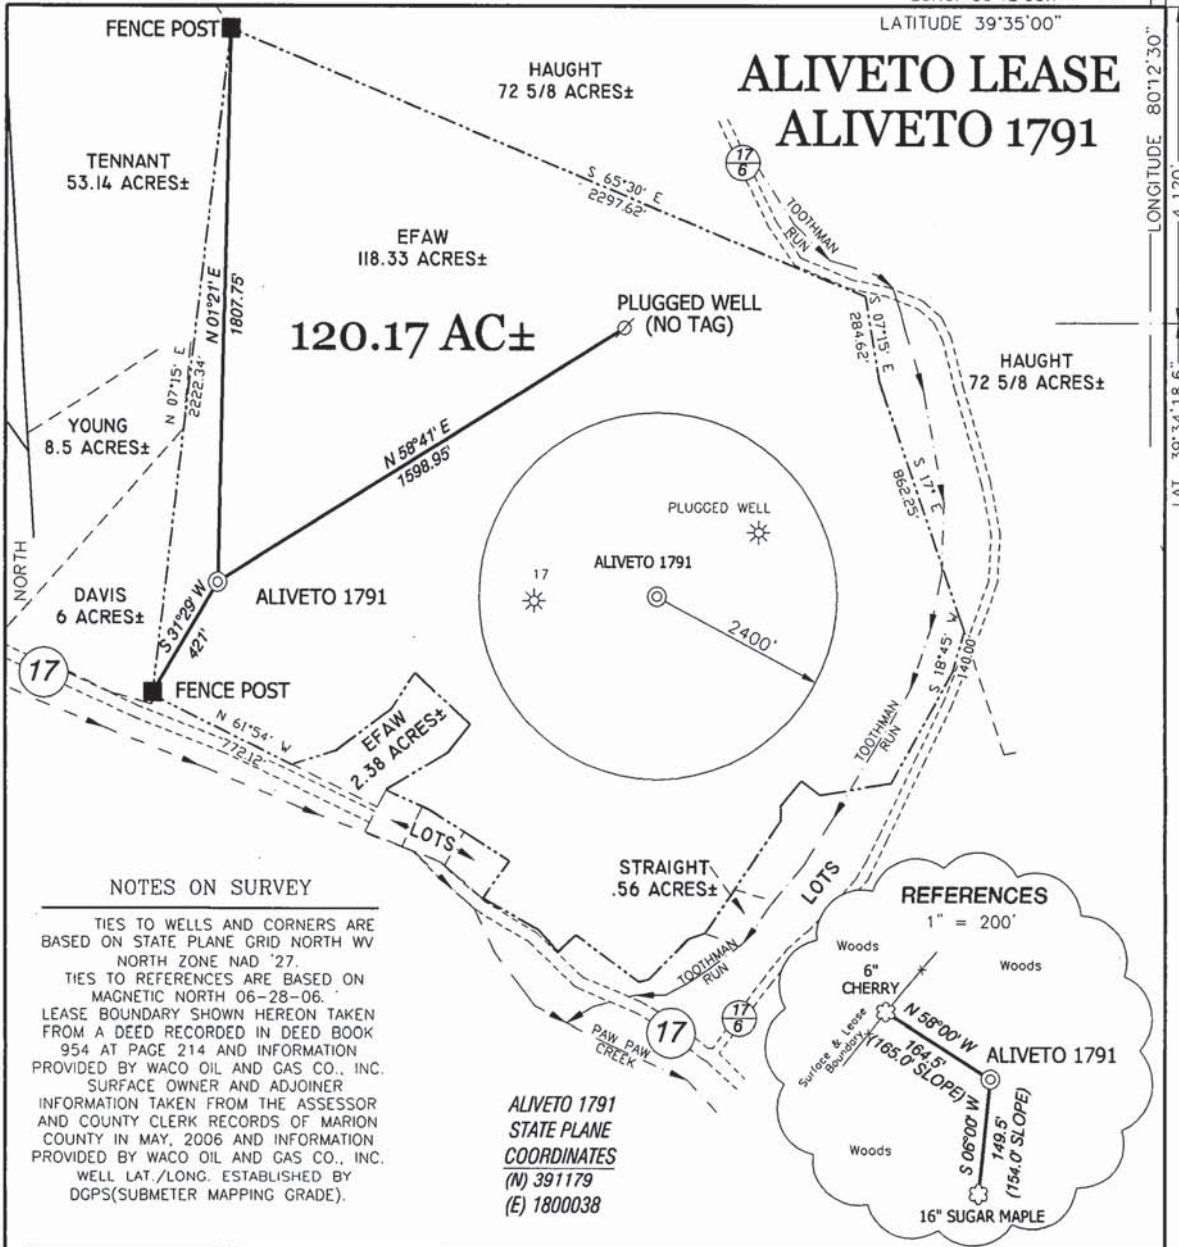 LATITUDE 39°35'00"
FENCE POST
HAUGHT
72 5/8 ACRES±
ALIVETO LEASE
ALIVETO 1791
LONGITUDE 80°12'30"
4,120'
17
6
TENNANT
53.14 ACRES±
S 65°30' E
2297.62'
TOOTHMAN
RUN
EFAW
118.33 ACRES±
N 01°21' E
1807.75'
PLUGGED WELL
(NO TAG)
120.17 AC±
S 07°15' E
284.62'
HAUGHT
72 5/8 ACRES±
N 07°15' E
2222.34'
YOUNG
8.5 ACRES±
LAT. 39°34'18.6"
N 58°41' E
1598.95'
S 17° E
862.25'
PLUGGED WELL
NORTH
17
ALIVETO 1791
2400'
DAVIS
6 ACRES±
ALIVETO 1791
S 31°29' W
421'
17
FENCE POST
S 18°45' W
140.00'
N 61°54' W
772.12'
EFAW
2.38 ACRES±
TOOTHMAN
RUN
LOTS
STRAIGHT
.56 ACRES±
LOTS
TOOTHMAN
RUN
17
6
17
PAW PAW
CREEK
NOTES ON SURVEY
TIES TO WELLS AND CORNERS ARE
BASED ON STATE PLANE GRID NORTH WV
NORTH ZONE NAD '27.
TIES TO REFERENCES ARE BASED ON
MAGNETIC NORTH 06-28-06.
LEASE BOUNDARY SHOWN HEREON TAKEN
FROM A DEED RECORDED IN DEED BOOK
954 AT PAGE 214 AND INFORMATION
PROVIDED BY WACO OIL AND GAS CO., INC.
SURFACE OWNER AND ADJOINER
INFORMATION TAKEN FROM THE ASSESSOR
AND COUNTY CLERK RECORDS OF MARION
COUNTY IN MAY, 2006 AND INFORMATION
PROVIDED BY WACO OIL AND GAS CO., INC.
WELL LAT./LONG. ESTABLISHED BY
DGPS(SUBMETER MAPPING GRADE).
ALIVETO 1791
STATE PLANE
COORDINATES
(N) 391179
(E) 1800038
REFERENCES
1" = 200'
Woods
Woods
6"
CHERRY
Surface & Lease
Boundary
N 58°00' W
164.5'
(165.0' SLOPE)
ALIVETO 1791
S 06°00' W
149.5'
(154.0' SLOPE)
Woods
16" SUGAR MAPLE